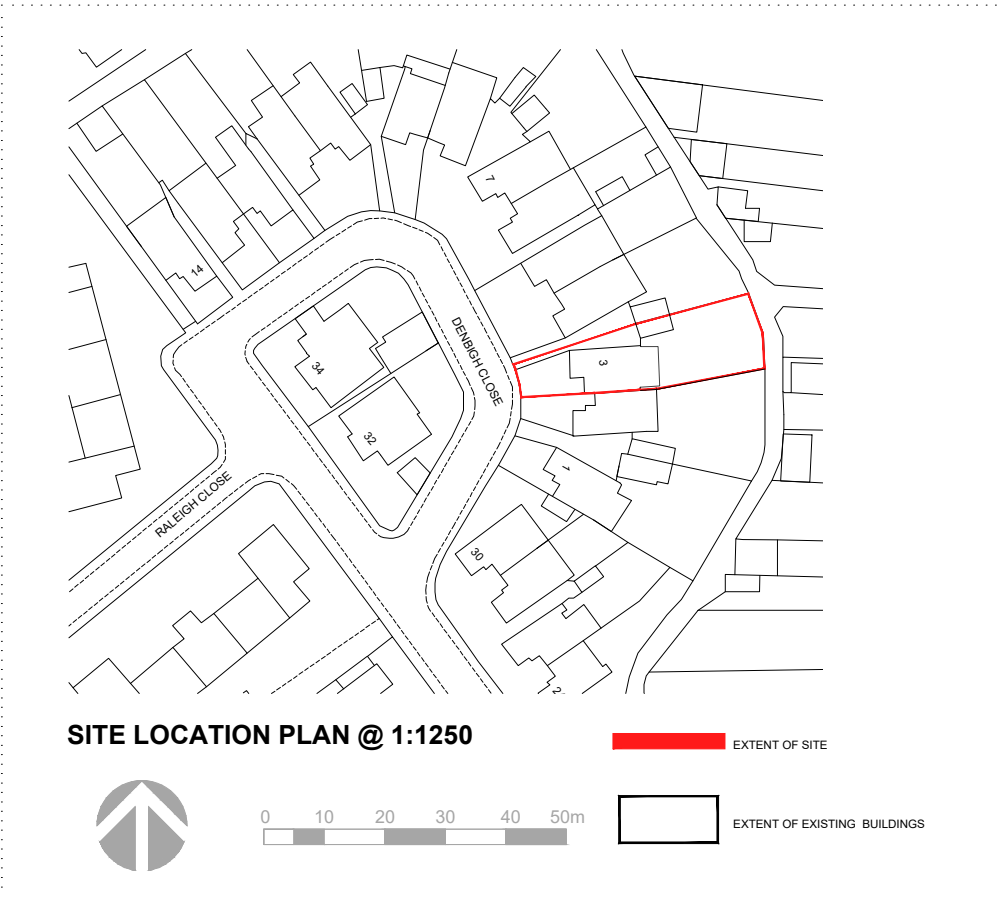 7
14
DENBIGH CLOSE
34
3
32
1
RALEIGH CLOSE
30
SITE LOCATION PLAN @ 1:1250
EXTENT OF SITE
0 10 20 30 40 50m
EXTENT OF EXISTING BUILDINGS